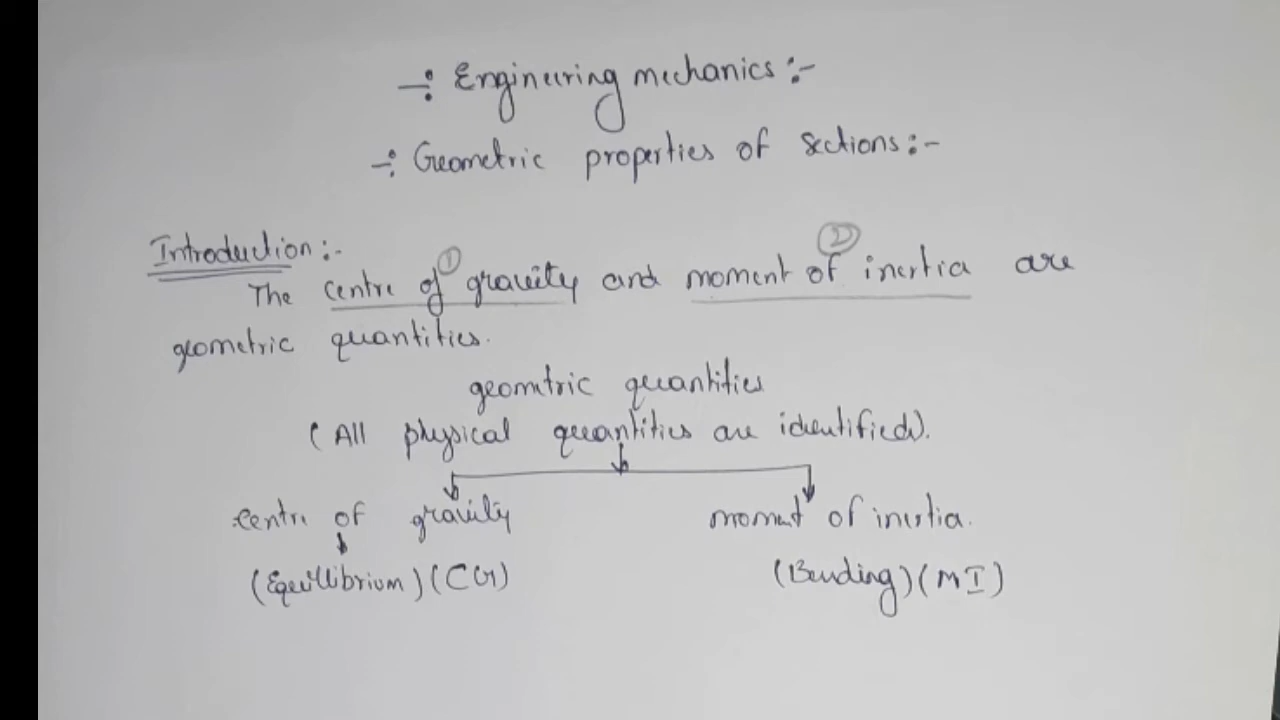 -: Engineering mechanics :-
-: Geometric properties of sections :-
Introduction :-
① ②
The centre of gravity and moment of inertia are
geometric quantities.
geometric quantities
(All physical quantities are identified).
centre of gravity moment of inertia.
(Equillibrium) (CG) (Bending) (MI)